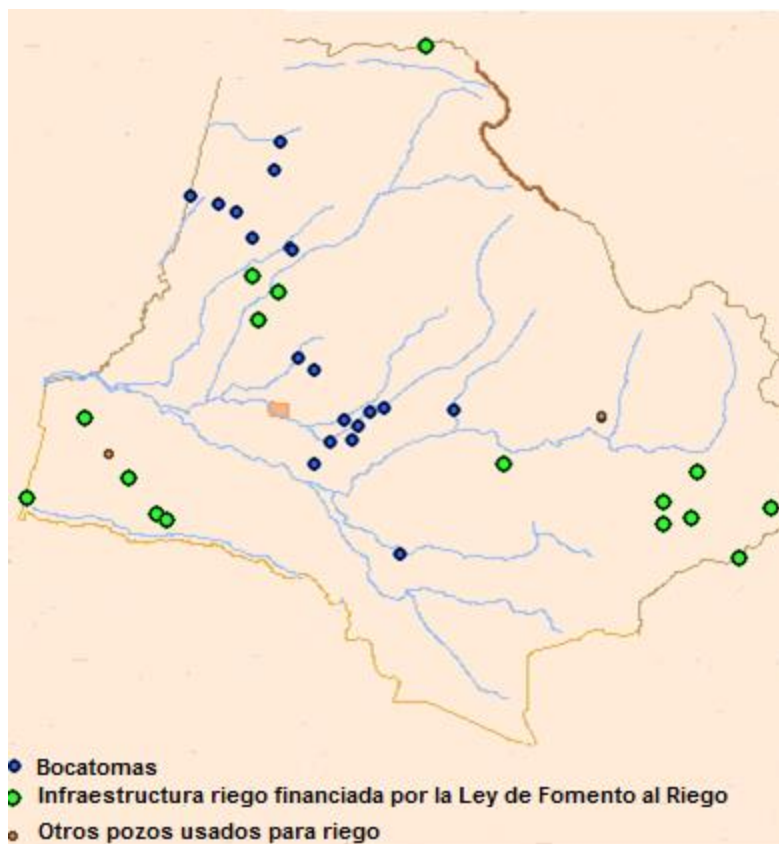 Bocatomas
Infraestructura riego financiada por la Ley de Fomento al Riego
Otros pozos usados para riego